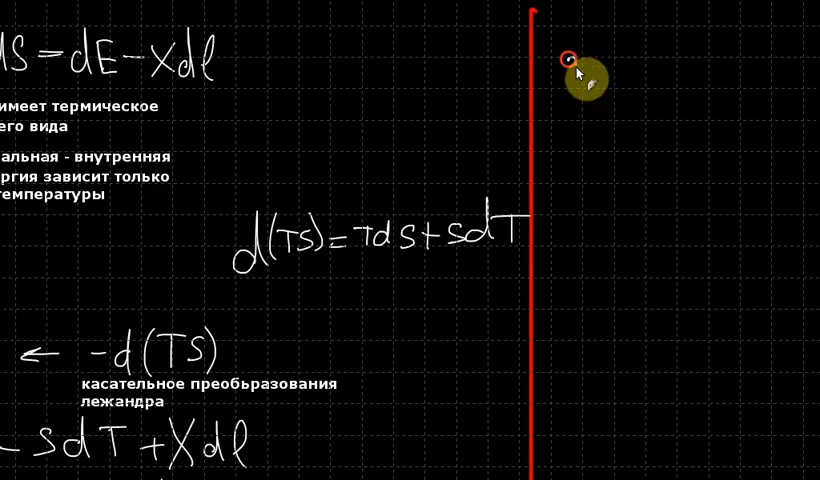 dS = dE - Xdl
имеет термическое
его вида
альная - внутренняя
ргия зависит только
температуры
d(TS) = TdS + SdT
← -d(TS)
касательное преобьразования
лежандра
- SdT + Xdl